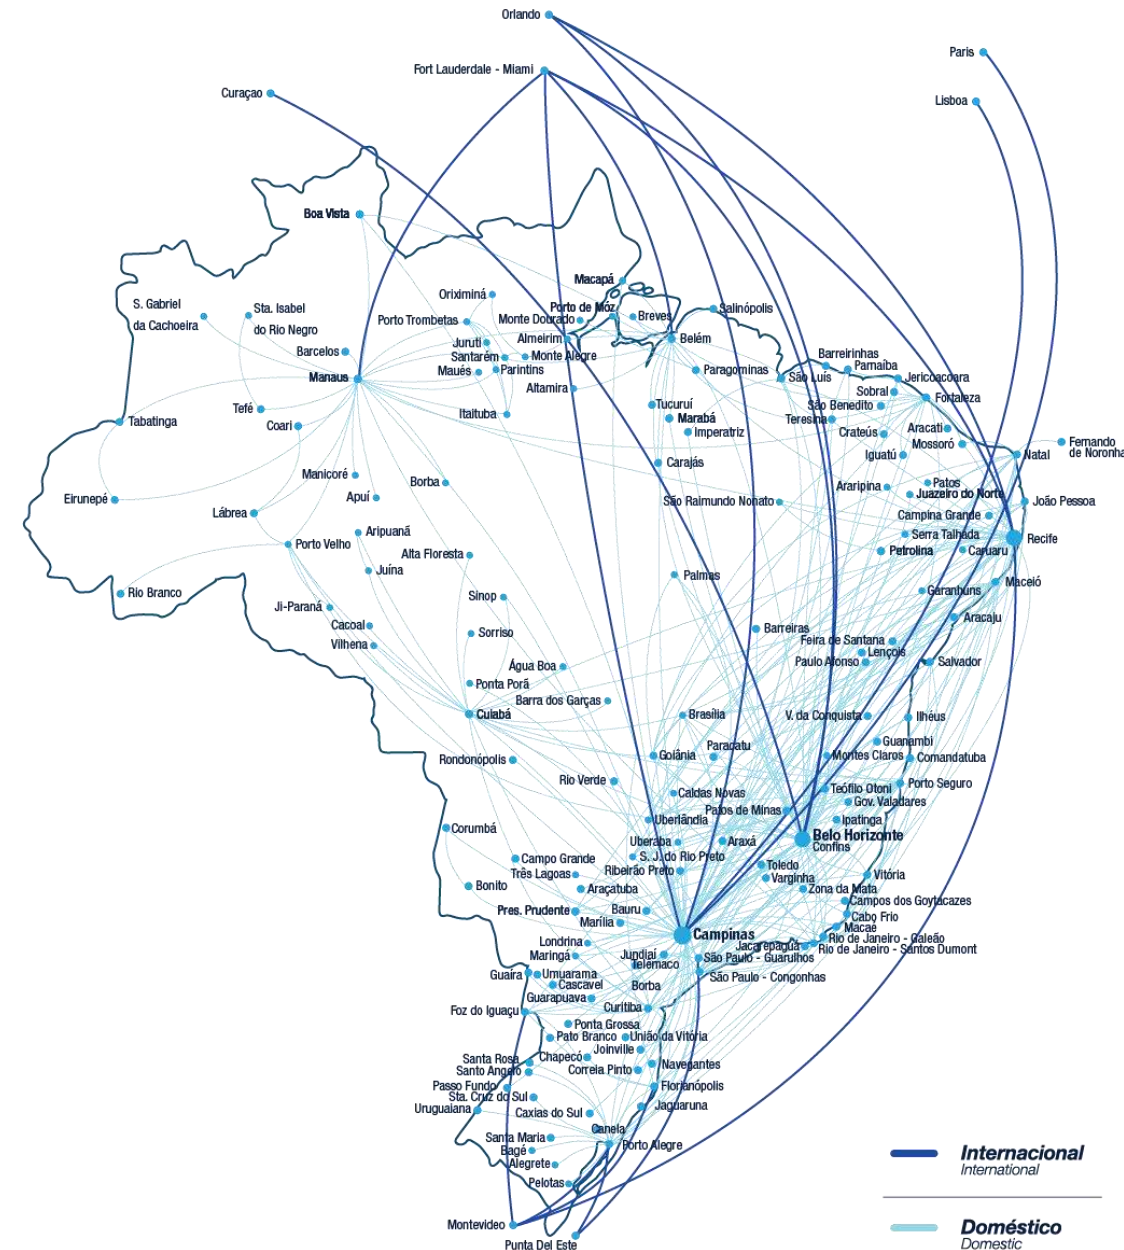 Orlando
Paris
Fort Lauderdale - Miami
Curaçao
Lisboa
Boa Vista
Macapá
Oriximiná
S. Gabriel
da Cachoeira
Sta. Isabel
do Rio Negro
Porto de Móz
Salinópolis
Porto Trombetas
Monte Dourado
Breves
Juruti
Almeirim
Belém
Barcelos
Santarém
Monte Alegre
Barreirinhas
Parnaíba
Maués
Parintins
Paragominas
Manaus
São Luis
Jericoacoara
Altamira
Sobral
Fortaleza
Tefé
Itaituba
Tucuruí
São Benedito
Tabatinga
Coari
Marabá
Teresina
Aracati
Imperatriz
Crateús
Mossoró
Fernando
de Noronha
Iguatú
Natal
Carajás
Manicoré
Borba
Araripina
Patos
Eirunepé
Apuí
São Raimundo Nonato
Juazeiro do Norte
João Pessoa
Lábrea
Campina Grande
Aripuanã
Serra Talhada
Recife
Porto Velho
Alta Floresta
Petrolina
Caruaru
Juína
Palmas
Maceió
Rio Branco
Sinop
Garanhuns
Ji-Paraná
Aracaju
Cacoal
Sorriso
Barreiras
Feira de Santana
Vilhena
Lençois
Água Boa
Paulo Alonso
Salvador
Ponta Porã
Barra dos Garças
Cuiabá
Brasília
V. da Conquista
Ilhéus
Guanambi
Paracatu
Rondonópolis
Goiânia
Montes Claros
Comandatuba
Rio Verde
Porto Seguro
Caldas Novas
Teófilo Otoni
Gov. Valadares
Patos de Minas
Uberlândia
Ipatinga
Corumbá
Belo Horizonte
Confins
Uberaba
Araxá
Campo Grande
S. J. do Rio Preto
Toledo
Três Lagoas
Ribeirão Preto
Varginha
Vitória
Bonito
Araçatuba
Zona da Mata
Campos dos Goytacazes
Pres. Prudente
Bauru
Cabo Frio
Marília
Macaé
Campinas
Rio de Janeiro - Galeão
Londrina
Jacarepaguá
Rio de Janeiro - Santos Dumont
Maringá
Jundiaí
São Paulo - Guarulhos
Telemaco
Borba
Guaíra
Umuarama
São Paulo - Congonhas
Cascavel
Guarapuava
Foz do Iguaçu
Curitiba
Ponta Grossa
Pato Branco
União da Vitória
Joinville
Santa Rosa
Chapecó
Santo Angelo
Correia Pinto
Navegantes
Passo Fundo
Florianópolis
Sta. Cruz do Sul
Uruguaiana
Caxias do Sul
Jaguaruna
Canela
Santa Maria
Porto Alegre
Bagé
Alegrete
Internacional
International
Pelotas
Montevideo
Doméstico
Domestic
Punta Del Este